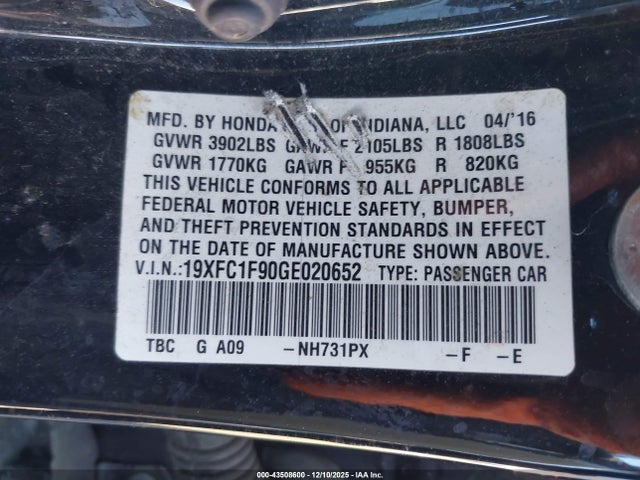 MFD. BY HONDA OF INDIANA, LLC 04/'16
GVWR 3902LBS GAWR F 2105LBS R 1808LBS
GVWR 1770KG GAWR F 955KG R 820KG
THIS VEHICLE CONFORMS TO ALL APPLICABLE
FEDERAL MOTOR VEHICLE SAFETY, BUMPER,
AND THEFT PREVENTION STANDARDS IN EFFECT
ON THE DATE OF MANUFACTURE SHOWN ABOVE.
V.I.N.:19XFC1F90GE020652 TYPE: PASSENGER CAR
TBC G A09 -NH731PX -F -E
000-43508600 - 12/10/2025 - IAA Inc.